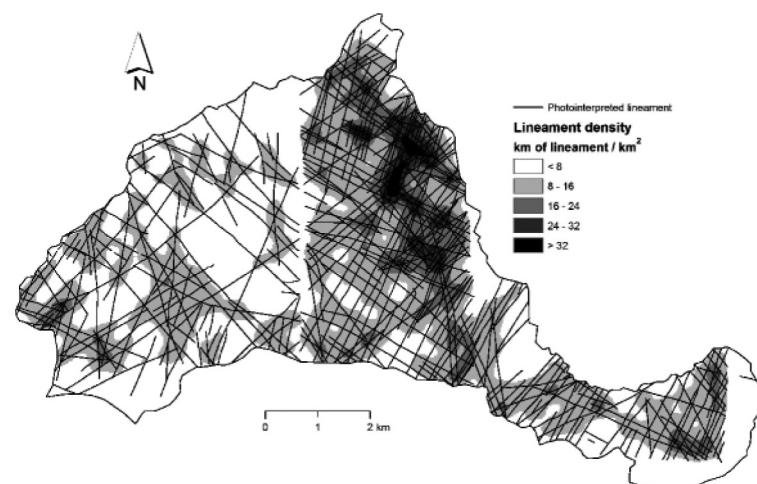 N
Photointerpreted lineament
Lineament density
km of lineament / km²
< 8
8 - 16
16 - 24
24 - 32
> 32
0 1 2 km